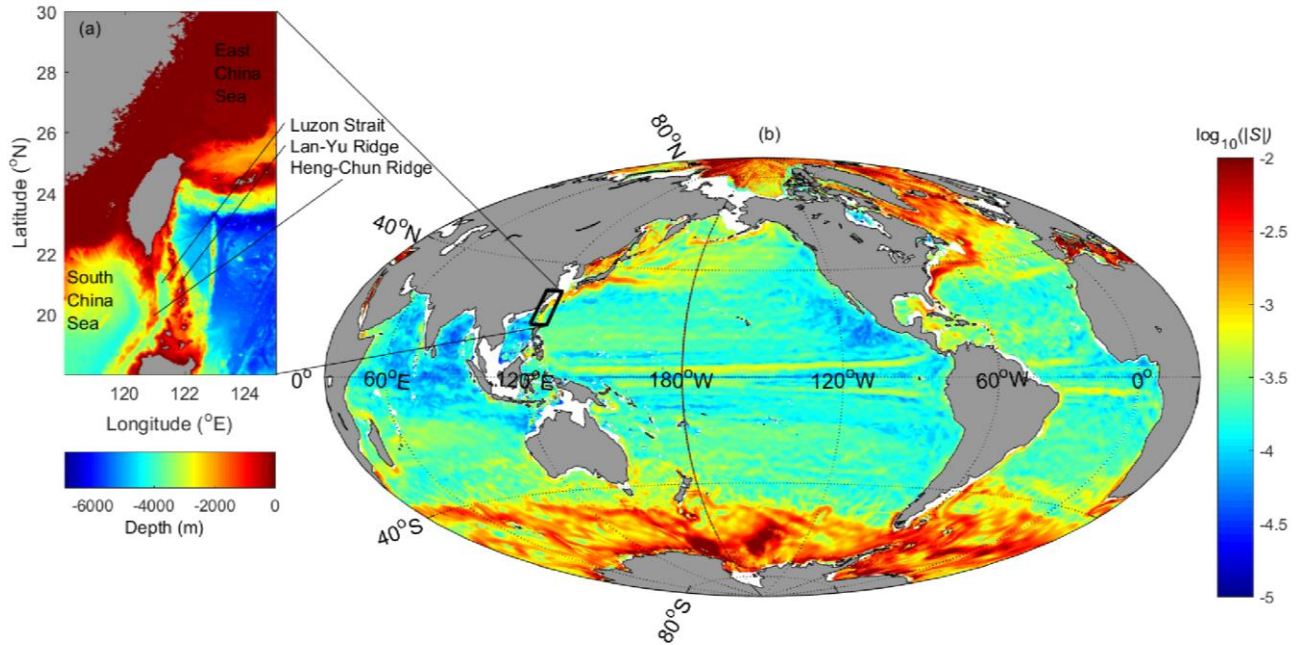 (a)
30
28
26
24
22
20
Latitude (°N)
East
China
Sea
South
China
Sea
120
122
124
Longitude (°E)
-6000
-4000
-2000
0
Depth (m)
Luzon Strait
Lan-Yu Ridge
Heng-Chun Ridge
(b)
80°N
40°N
0°
60°E
120°E
180°W
120°W
60°W
0°
40°S
80°S
log10(|S|)
-2
-2.5
-3
-3.5
-4
-4.5
-5